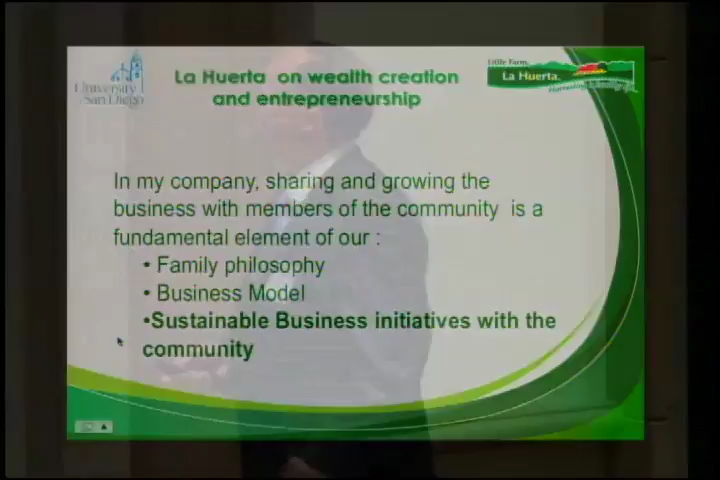 University
of San Diego
La Huerta on wealth creation
and entrepreneurship
Little Farm.
La Huerta.
In my company, sharing and growing the
business with members of the community is a
fundamental element of our :
• Family philosophy
• Business Model
•Sustainable Business initiatives with the
community